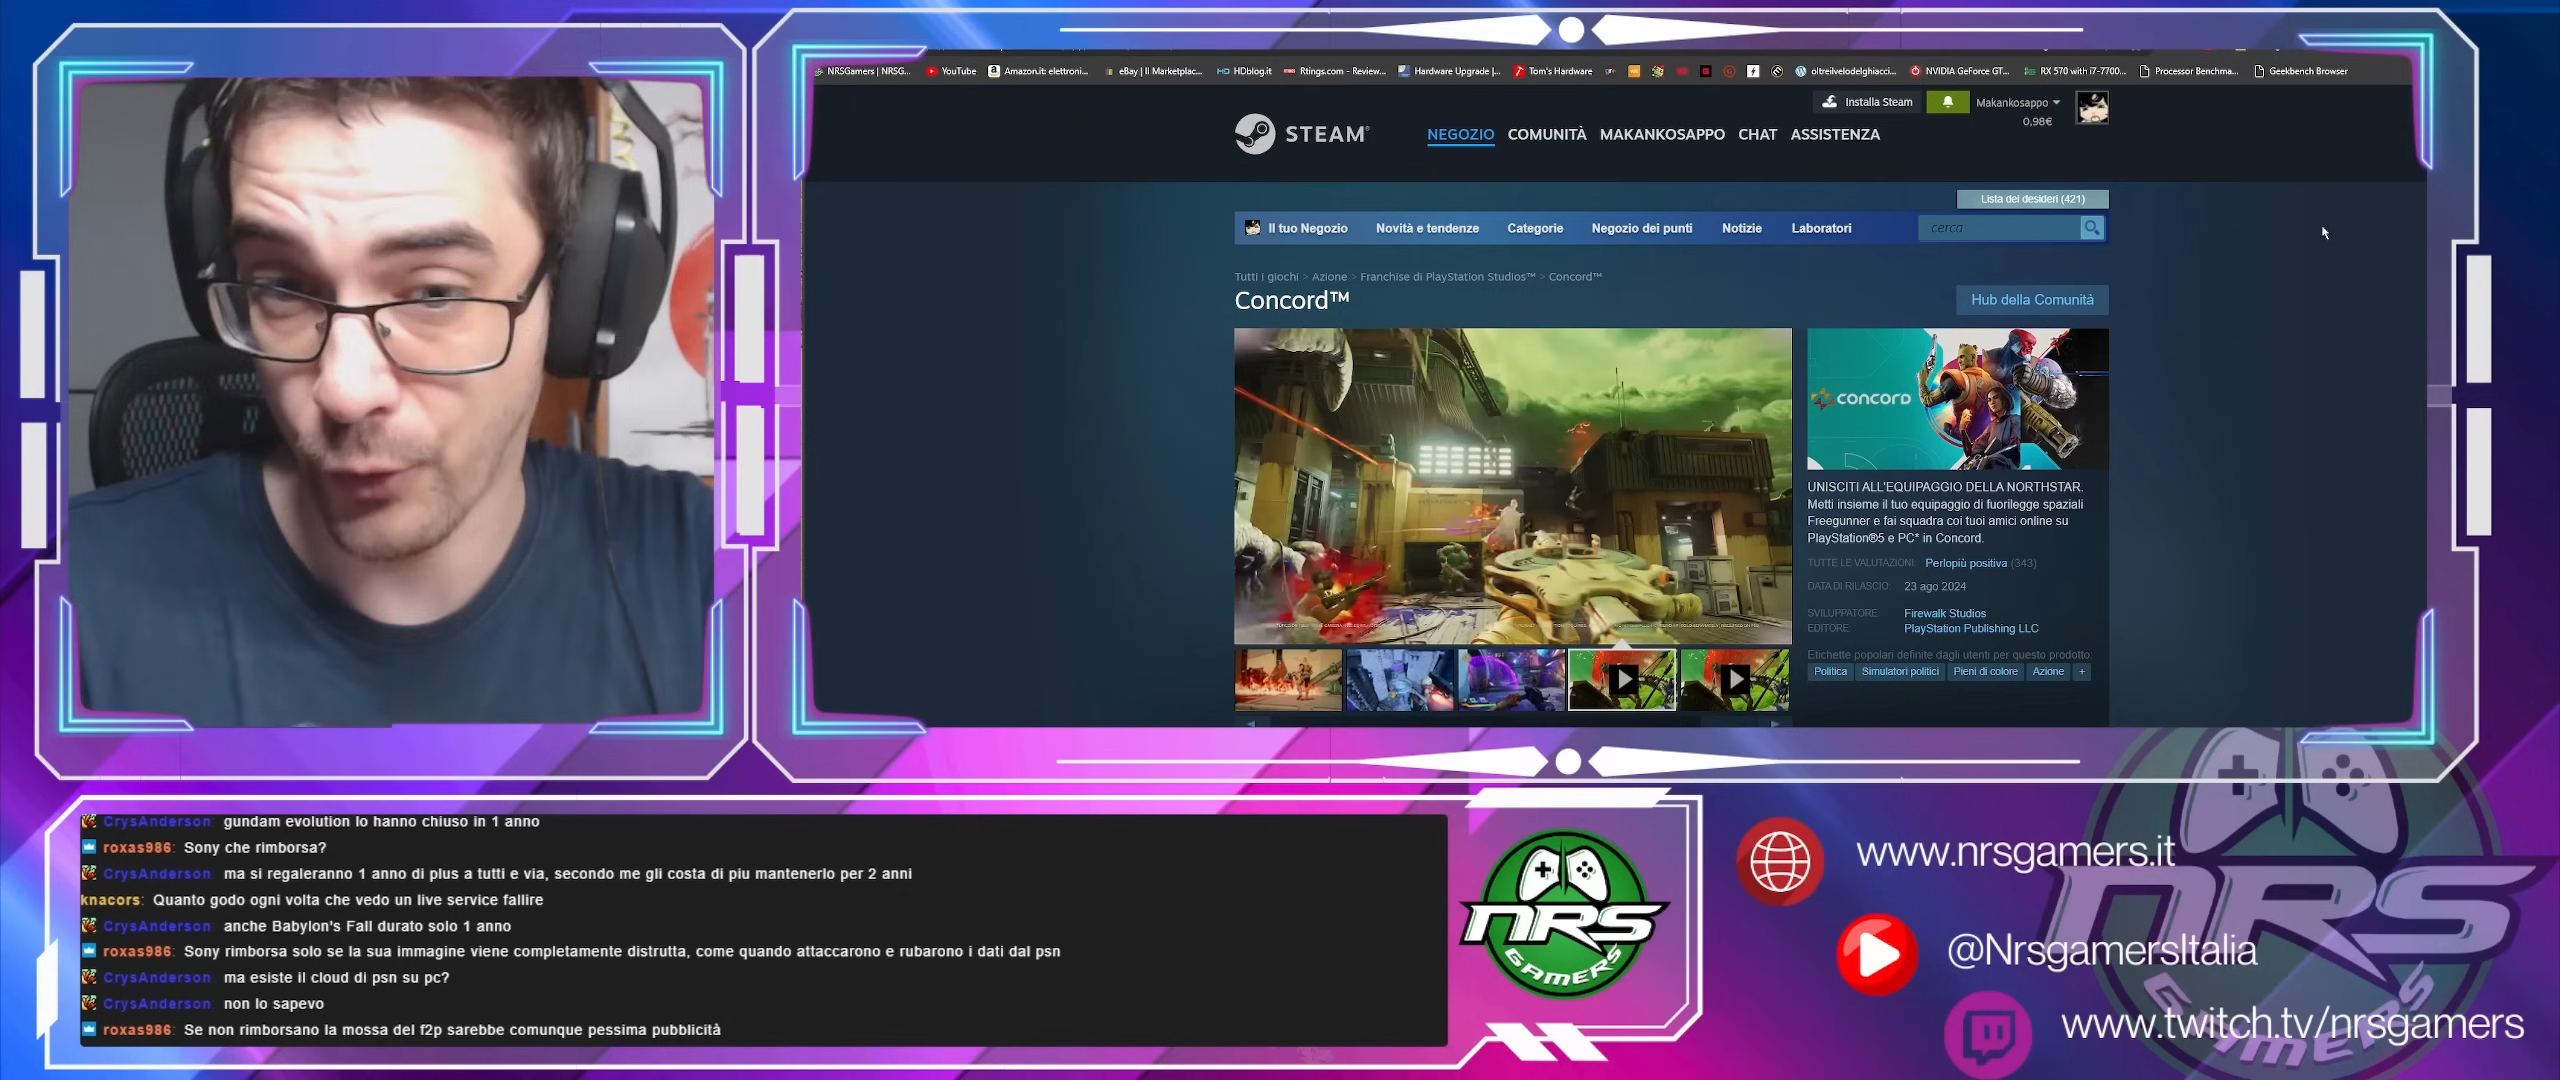 NRSGamers | NRSG... YouTube Amazon.it: elettroni... eBay | Il Marketplac... HDblog.it Rtings.com - Review... Hardware Upgrade |... Tom's Hardware oltreilvelodelghiacci... NVIDIA GeForce GT... RX 570 with i7-7700... Processor Benchma... Geekbench Browser
Installa Steam Makankosappo
0,98€
STEAM NEGOZIO COMUNITÀ MAKANKOSAPPO CHAT ASSISTENZA
Lista dei desideri (421)
Il tuo Negozio Novità e tendenze Categorie Negozio dei punti Notizie Laboratori cerca
Tutti i giochi > Azione > Franchise di PlayStation Studios™ > Concord™
Concord™ Hub della Comunità
CONCORD
UNISCITI ALL'EQUIPAGGIO DELLA NORTHSTAR.
Metti insieme il tuo equipaggio di fuorilegge spaziali
Freegunner e fai squadra coi tuoi amici online su
PlayStation®5 e PC* in Concord.
TUTTE LE VALUTAZIONI: Perlopiù positiva (343)
DATA DI RILASCIO: 23 ago 2024
SVILUPPATORE: Firewalk Studios
EDITORE: PlayStation Publishing LLC
Etichette popolari definite dagli utenti per questo prodotto:
Politica Simulatori politici Pieni di colore Azione +
CrysAnderson: gundam evolution lo hanno chiuso in 1 anno
roxas986: Sony che rimborsa?
CrysAnderson: ma si regaleranno 1 anno di plus a tutti e via, secondo me gli costa di piu mantenerlo per 2 anni
knacors: Quanto godo ogni volta che vedo un live service fallire
CrysAnderson: anche Babylon's Fall durato solo 1 anno
roxas986: Sony rimborsa solo se la sua immagine viene completamente distrutta, come quando attaccarono e rubarono i dati dal psn
CrysAnderson: ma esiste il cloud di psn su pc?
CrysAnderson: non lo sapevo
roxas986: Se non rimborsano la mossa del f2p sarebbe comunque pessima pubblicità
NRS
GAMERS
www.nrsgamers.it
@NrsgamersItalia
www.twitch.tv/nrsgamers
NRS
GAMERS